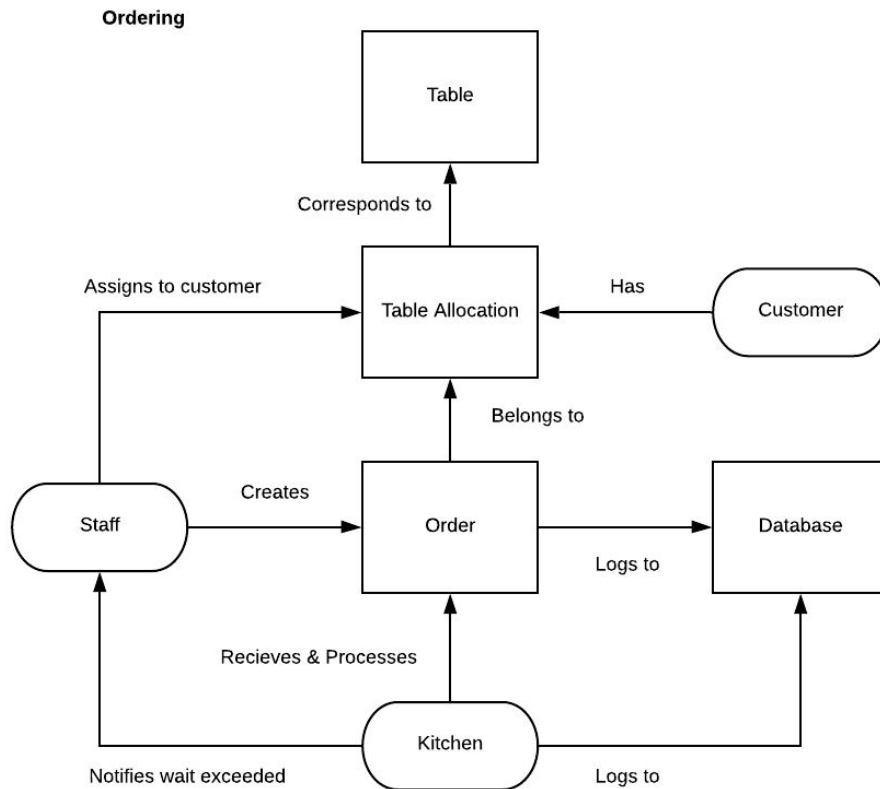 Ordering
Table
Corresponds to
Assigns to customer
Has
Table Allocation
Customer
Belongs to
Creates
Staff
Order
Database
Logs to
Recieves & Processes
Kitchen
Notifies wait exceeded
Logs to